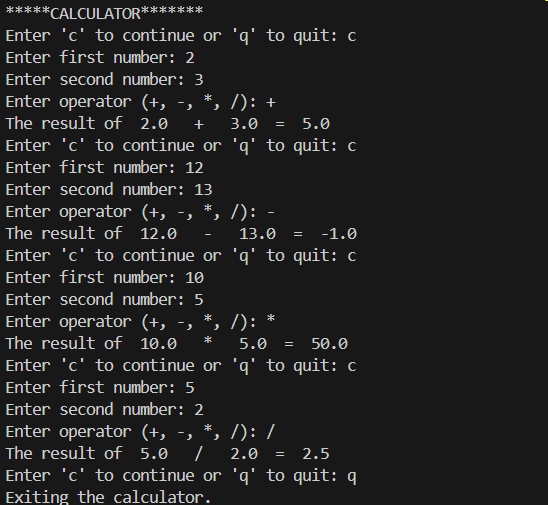 *****CALCULATOR*******
Enter 'c' to continue or 'q' to quit: c
Enter first number: 2
Enter second number: 3
Enter operator (+, -, *, /): +
The result of  2.0   +   3.0  =  5.0
Enter 'c' to continue or 'q' to quit: c
Enter first number: 12
Enter second number: 13
Enter operator (+, -, *, /): -
The result of  12.0   -   13.0  =  -1.0
Enter 'c' to continue or 'q' to quit: c
Enter first number: 10
Enter second number: 5
Enter operator (+, -, *, /): *
The result of  10.0   *   5.0  =  50.0
Enter 'c' to continue or 'q' to quit: c
Enter first number: 5
Enter second number: 2
Enter operator (+, -, *, /): /
The result of  5.0   /   2.0  =  2.5
Enter 'c' to continue or 'q' to quit: q
Exiting the calculator.